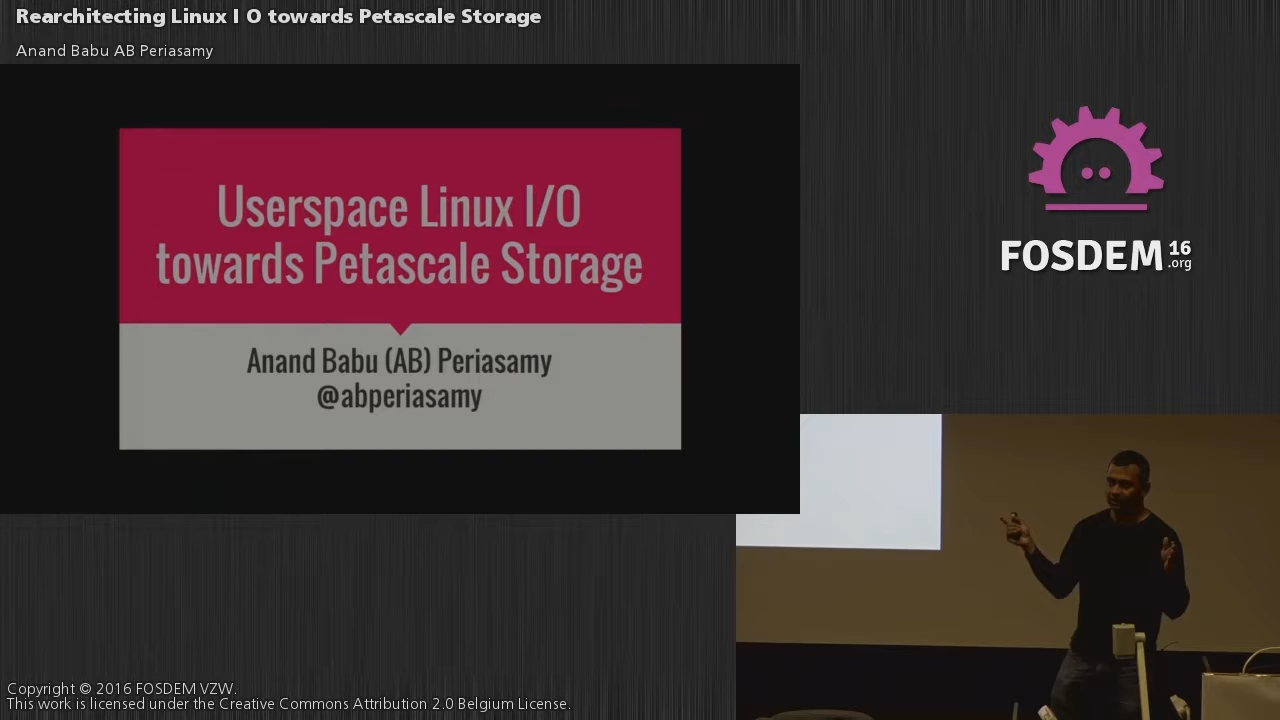 Rearchitecting Linux I O towards Petascale Storage
Anand Babu AB Periasamy
Userspace Linux I/O
towards Petascale Storage
Anand Babu (AB) Periasamy
@abperiasamy
FOSDEM 16
.org
Copyright © 2016 FOSDEM VZW.
This work is licensed under the Creative Commons Attribution 2.0 Belgium License.